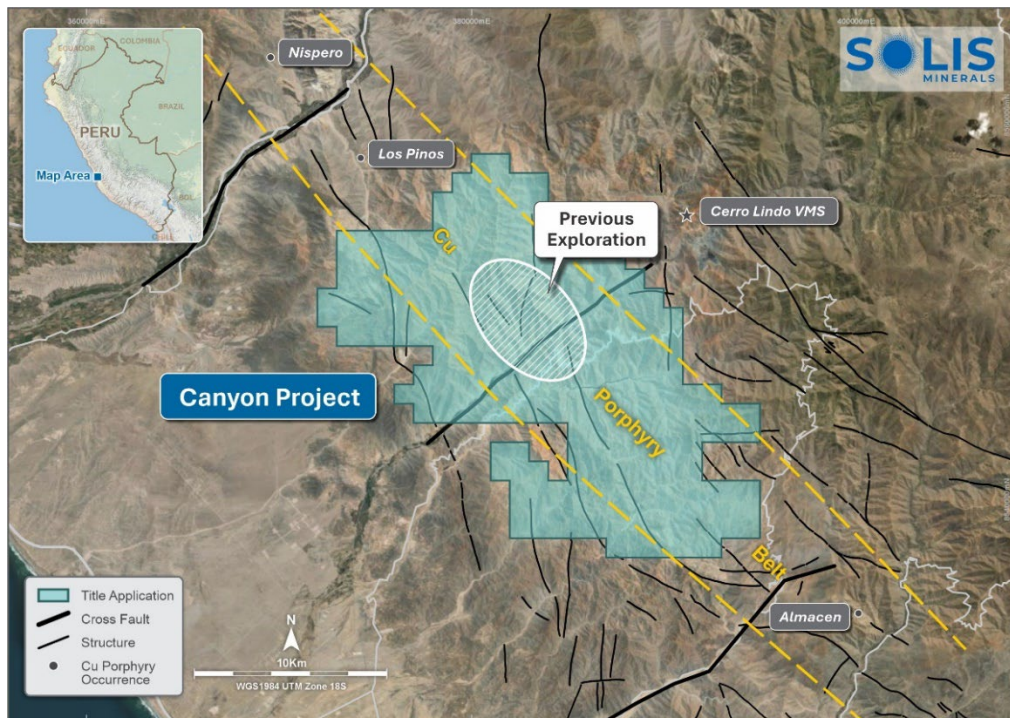 360000mE
380000mE
400000mE
ECUADOR
COLOMBIA
BRAZIL
PERU
Map Area
BOL.
CHILE
Nispero
SOLIS
MINERALS
Los Pinos
Cerro Lindo VMS
Previous
Exploration
Cu
Canyon Project
Porphyry
Belt
Almacen
Title Application
Cross Fault
Structure
Cu Porphyry
Occurrence
N
10Km
WGS1984 UTM Zone 18S